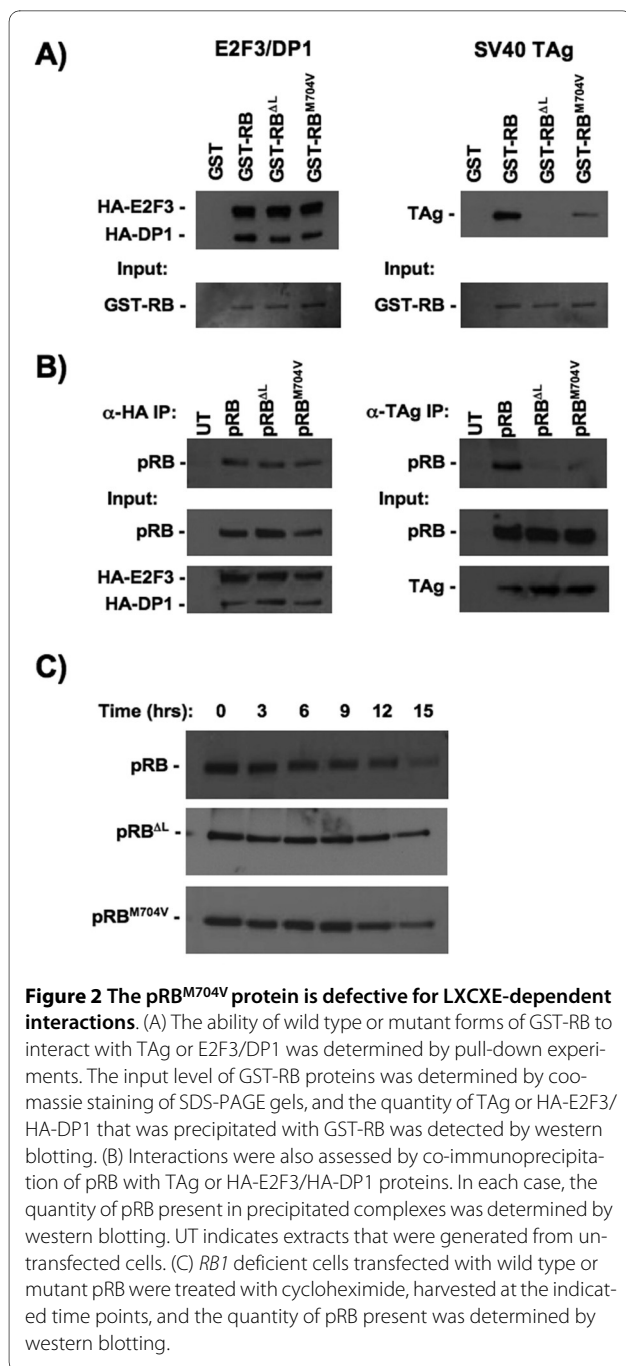 A)
E2F3/DP1
SV40 TAg
GST
GST-RB
GST-RB^ΔL
GST-RB^M704V
GST
GST-RB
GST-RB^ΔL
GST-RB^M704V
HA-E2F3 -
HA-DP1 -
TAg -
Input:
Input:
GST-RB -
GST-RB -
B)
α-HA IP:
UT
pRB
pRB^ΔL
pRB^M704V
α-TAg IP:
UT
pRB
pRB^ΔL
pRB^M704V
pRB -
pRB -
Input:
Input:
pRB -
pRB -
HA-E2F3 -
HA-DP1 -
TAg -
C)
Time (hrs): 0 3 6 9 12 15
pRB -
pRB^ΔL -
pRB^M704V -
Figure 2 The pRB^M704V protein is defective for LXCXE-dependent
interactions. (A) The ability of wild type or mutant forms of GST-RB to
interact with TAg or E2F3/DP1 was determined by pull-down experi-
ments. The input level of GST-RB proteins was determined by coo-
massie staining of SDS-PAGE gels, and the quantity of TAg or HA-E2F3/
HA-DP1 that was precipitated with GST-RB was detected by western
blotting. (B) Interactions were also assessed by co-immunoprecipita-
tion of pRB with TAg or HA-E2F3/HA-DP1 proteins. In each case, the
quantity of pRB present in precipitated complexes was determined by
western blotting. UT indicates extracts that were generated from un-
transfected cells. (C) RB1 deficient cells transfected with wild type or
mutant pRB were treated with cycloheximide, harvested at the indicat-
ed time points, and the quantity of pRB present was determined by
western blotting.